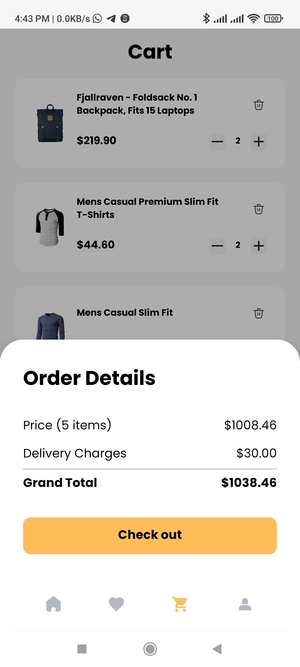 4:43 PM | 0.0KB/s
100
Cart
Fjallraven - Foldsack No. 1
Backpack, Fits 15 Laptops
$219.90
2
Mens Casual Premium Slim Fit
T-Shirts
$44.60
2
Mens Casual Slim Fit
Order Details
Price (5 items) $1008.46
Delivery Charges $30.00
Grand Total $1038.46
Check out